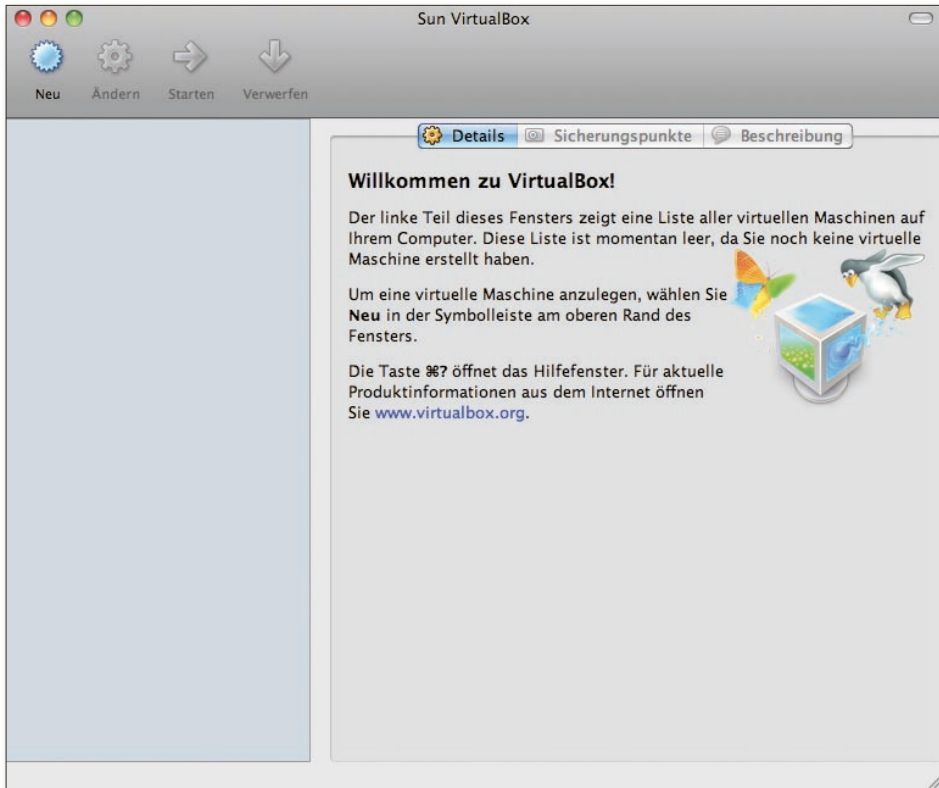 Sun VirtualBox
Neu Ändern Starten Verwerfen
Details Sicherungspunkte Beschreibung
Willkommen zu VirtualBox!
Der linke Teil dieses Fensters zeigt eine Liste aller virtuellen Maschinen auf
Ihrem Computer. Diese Liste ist momentan leer, da Sie noch keine virtuelle
Maschine erstellt haben.
Um eine virtuelle Maschine anzulegen, wählen Sie
Neu in der Symbolleiste am oberen Rand des
Fensters.
Die Taste ⌘? öffnet das Hilfefenster. Für aktuelle
Produktinformationen aus dem Internet öffnen
Sie www.virtualbox.org.